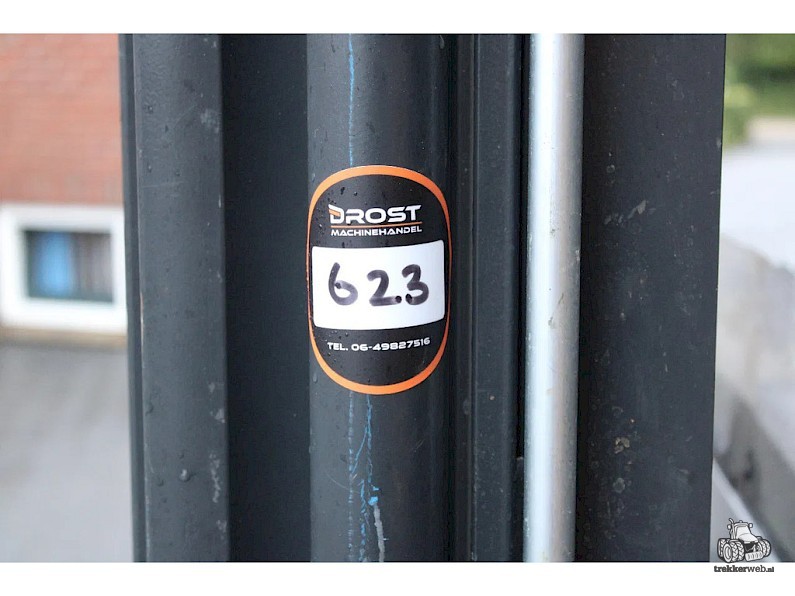 DROST
MACHINEHANDEL
623
TEL. 06-49827516
trekkerweb.nl